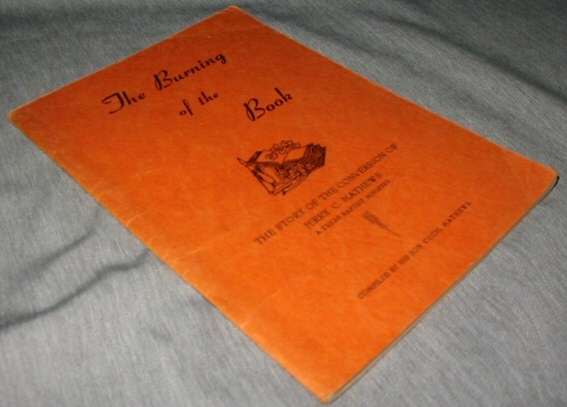 The Burning
of the
Book
THE STORY OF THE CONVERSION OF
JERRY C. MATHEWS
A TEXAS BAPTIST MINISTER
COMPILED BY HIS SON CECIL MATHEWS